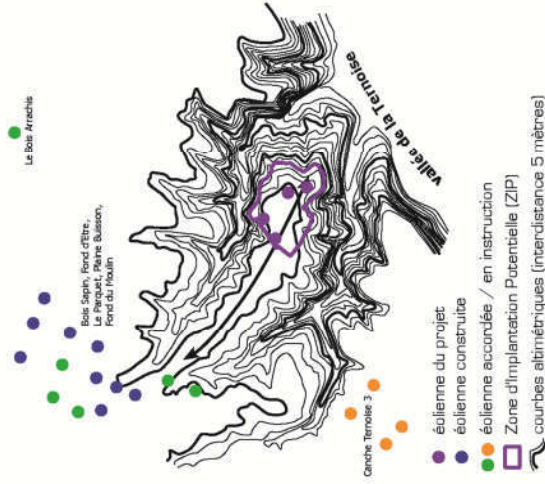 Le Bois Arrachis
Bois Sapin, Fond d'Etre,
Le Parquet, Plaine Buisson,
Fond du Moulin
vallée de la Ternoise
Canche Ternoise 3
éolienne du projet
éolienne construite
éolienne accordée / en instruction
Zone d'Implantation Potentielle (ZIP)
courbes altimétriques (interdistance 5 mètres)